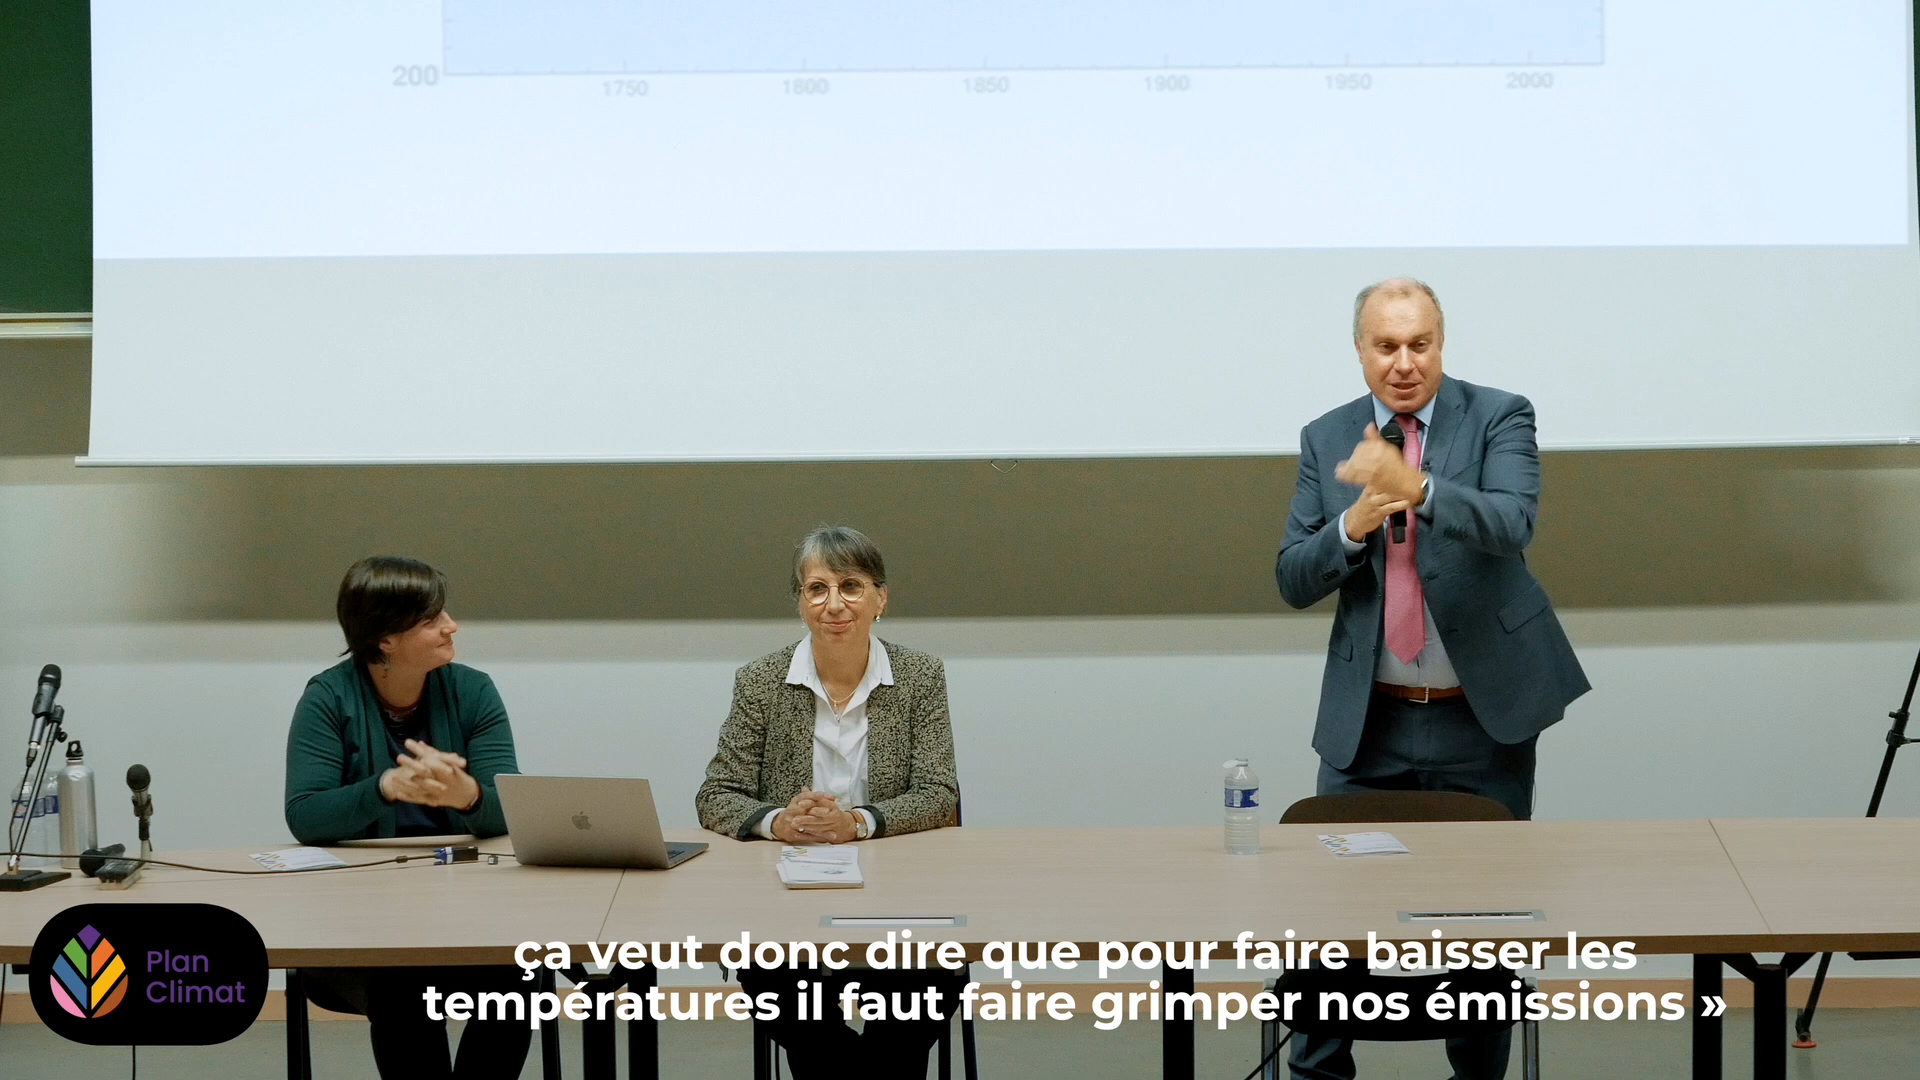 200
1750 1800 1850 1900 1950 2000
Plan
Climat
ça veut donc dire que pour faire baisser les
températures il faut faire grimper nos émissions »